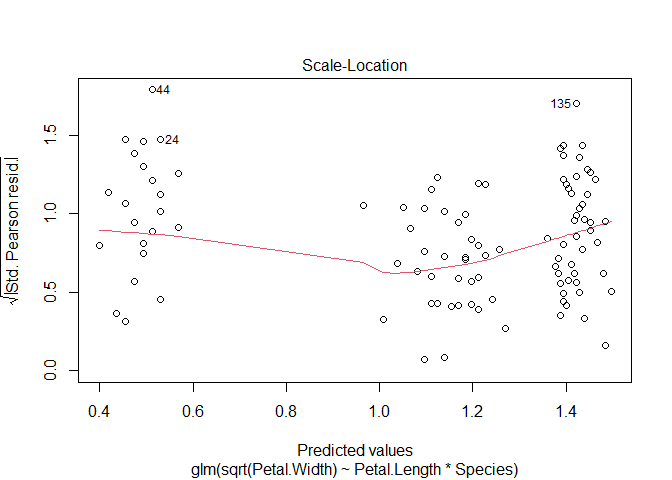 Scale-Location
√|Std. Pearson resid.|
0.0 0.5 1.0 1.5
44
24
135
0.4 0.6 0.8 1.0 1.2 1.4
Predicted values
glm(sqrt(Petal.Width) ~ Petal.Length * Species)